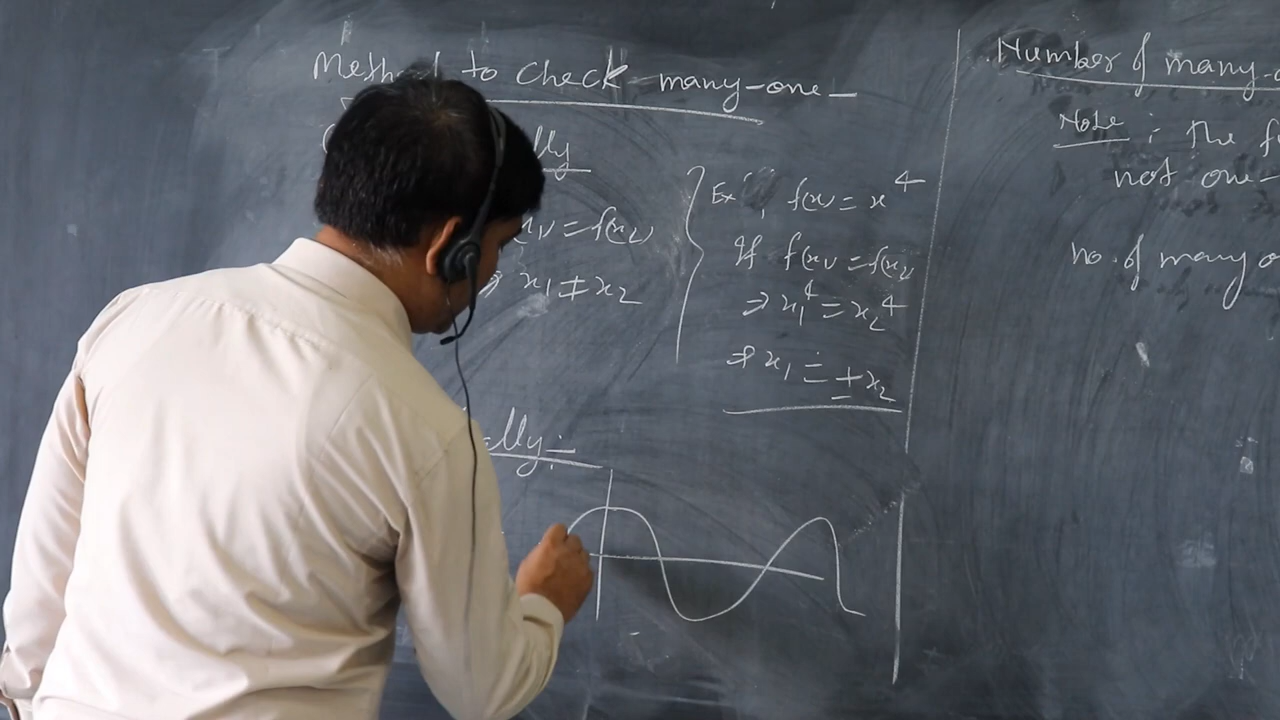 Method to check many-one-
lly
= f(x2)
x1 ≠ x2
Ex : f(x) = x^4
If f(x1) = f(x2
⇒ x1^4 = x2^4
⇒ x1 = ± x2
lly :-
Number of many-
Note : the f
not one-
no. of many o